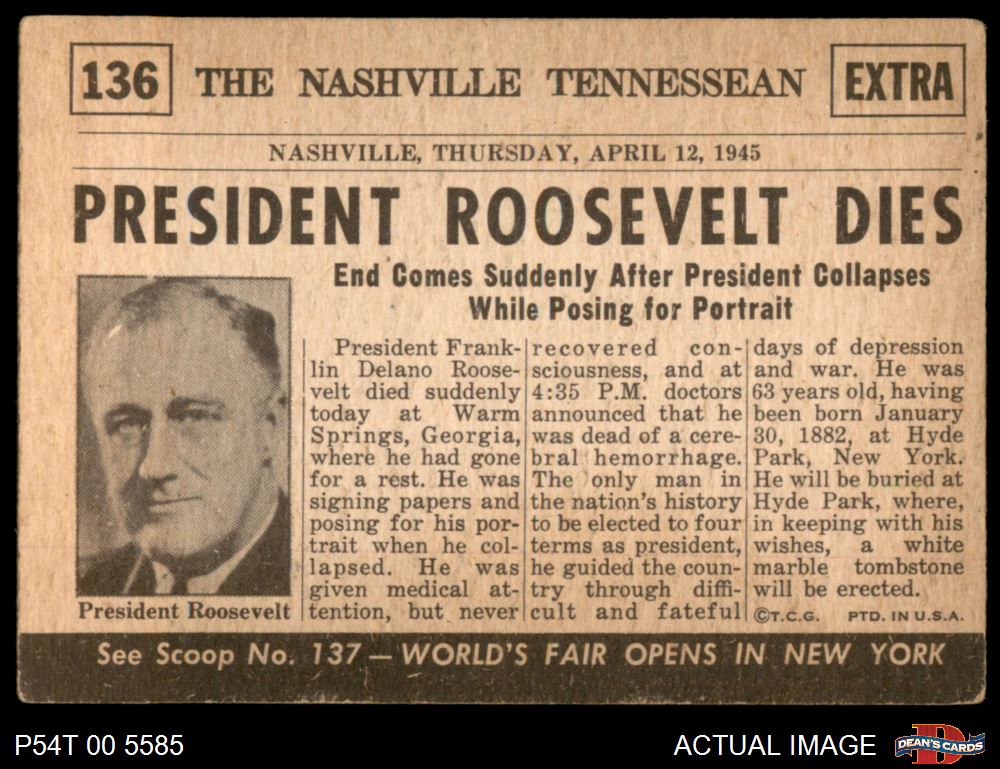 136 THE NASHVILLE TENNESSEAN EXTRA
NASHVILLE, THURSDAY, APRIL 12, 1945
PRESIDENT ROOSEVELT DIES
End Comes Suddenly After President Collapses
While Posing for Portrait
President Frank-
lin Delano Roose-
velt died suddenly
today at Warm
Springs, Georgia,
where he had gone
for a rest. He was
signing papers and
posing for his por-
trait when he col-
lapsed. He was
given medical at-
tention, but never
recovered con-
sciousness, and at
4:35 P.M. doctors
announced that he
was dead of a cere-
bral hemorrhage.
The only man in
the nation's history
to be elected to four
terms as president,
he guided the coun-
try through diffi-
cult and fateful
days of depression
and war. He was
63 years old, having
been born January
30, 1882, at Hyde
Park, New York.
He will be buried at
Hyde Park, where,
in keeping with his
wishes, a white
marble tombstone
will be erected.
©T.C.G. PTD. IN U.S.A.
President Roosevelt
See Scoop No. 137 — WORLD'S FAIR OPENS IN NEW YORK
P54T 00 5585
ACTUAL IMAGE
D
DEAN'S CARDS